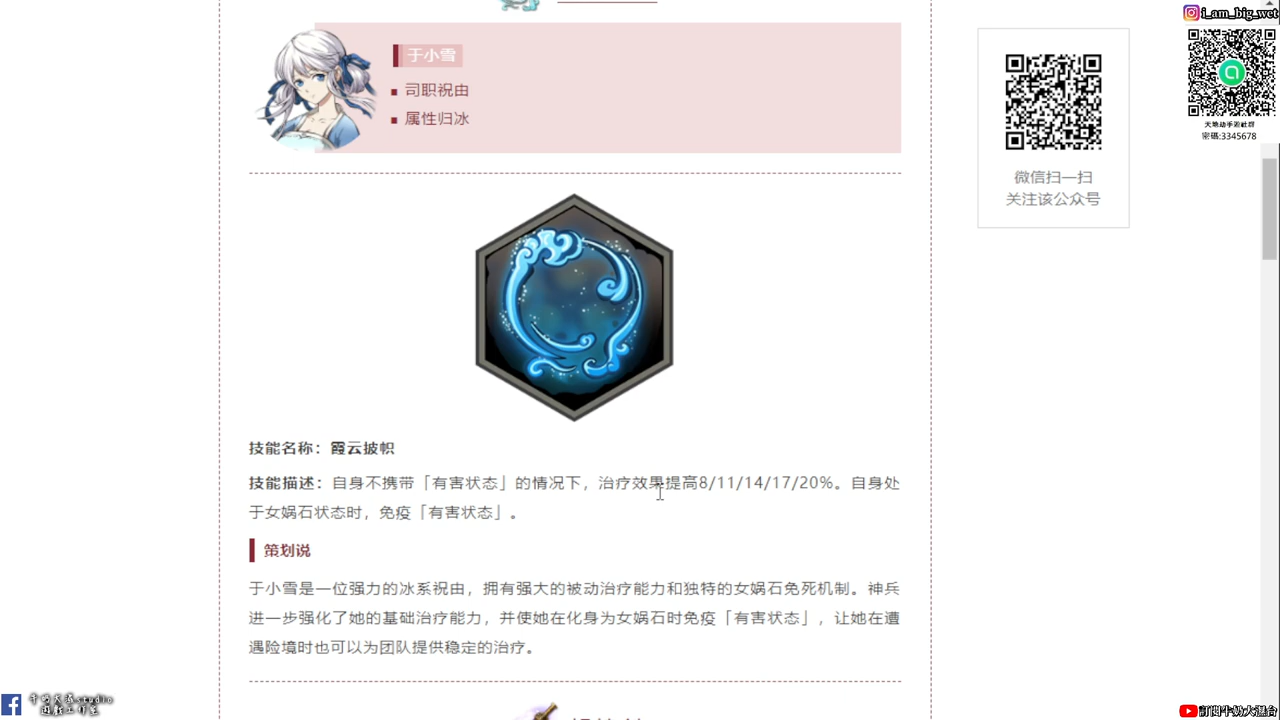 i_am_big_wet
于小雪
司职祝由
属性归冰
天地动手游社群
密碼:3345678
微信扫一扫
关注该公众号
技能名称：霞云披帜
技能描述：自身不携带「有害状态」的情况下，治疗效果提高8/11/14/17/20%。自身处
于女娲石状态时，免疫「有害状态」。
策划说
于小雪是一位强力的冰系祝由，拥有强大的被动治疗能力和独特的女娲石免死机制。神兵
进一步强化了她的基础治疗能力，并使她在化身为女娲石时免疫「有害状态」，让她在遭
遇险境时也可以为团队提供稳定的治疗。